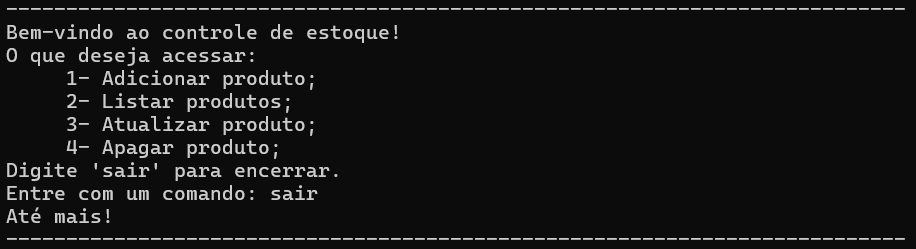 ---------------------------------------------------------------------------
Bem-vindo ao controle de estoque!
O que deseja acessar:
     1- Adicionar produto;
     2- Listar produtos;
     3- Atualizar produto;
     4- Apagar produto;
Digite 'sair' para encerrar.
Entre com um comando: sair
Até mais!
---------------------------------------------------------------------------